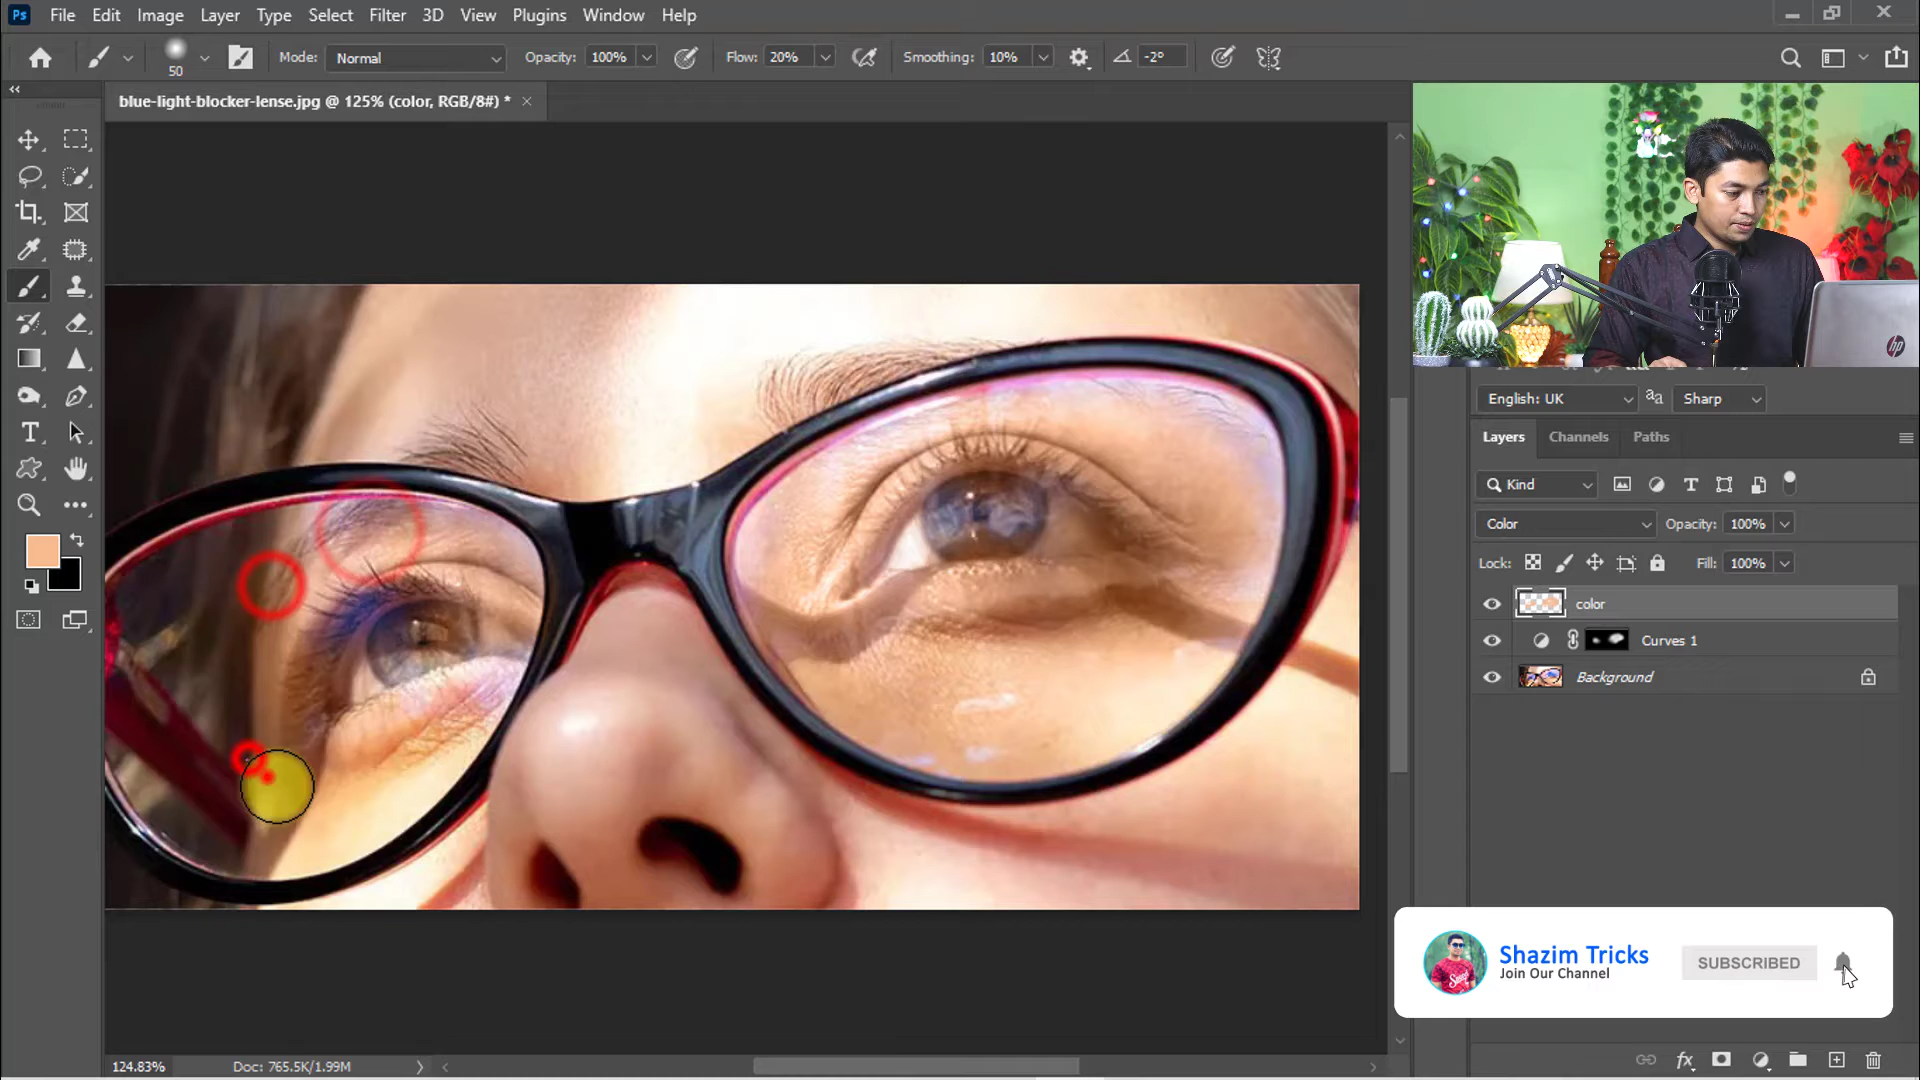 Ps File Edit Image Layer Type Select Filter 3D View Plugins Window Help
50 Mode: Normal Opacity: 100% Flow: 20% Smoothing: 10% -2°
blue-light-blocker-lense.jpg @ 125% (color, RGB/8#) *
English: UK Sharp
Layers Channels Paths
Kind
Color Opacity: 100%
Lock: Fill: 100%
color
Curves 1
Background
Shazim Tricks
Join Our Channel
SUBSCRIBED
124.83% Doc: 765.5K/1.99M